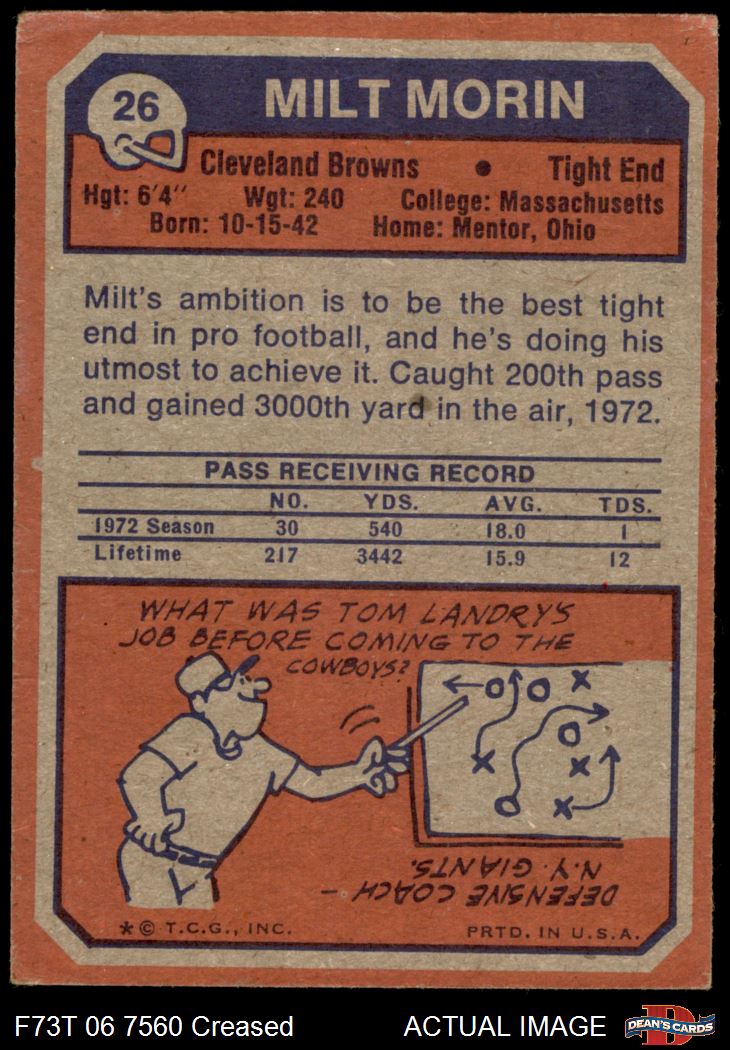 26
MILT MORIN
Cleveland Browns • Tight End
Hgt: 6'4'' Wgt: 240 College: Massachusetts
Born: 10-15-42 Home: Mentor, Ohio
Milt's ambition is to be the best tight
end in pro football, and he's doing his
utmost to achieve it. Caught 200th pass
and gained 3000th yard in the air, 1972.
PASS RECEIVING RECORD
NO. YDS. AVG. TDS.
1972 Season 30 540 18.0 1
Lifetime 217 3442 15.9 12
WHAT WAS TOM LANDRY'S
JOB BEFORE COMING TO THE
COWBOYS?
DEFENSIVE COACH –
N.Y. GIANTS.
* © T.C.G., INC. PRTD. IN U.S.A.
F73T 06 7560 Creased ACTUAL IMAGE
D
DEAN'S CARDS